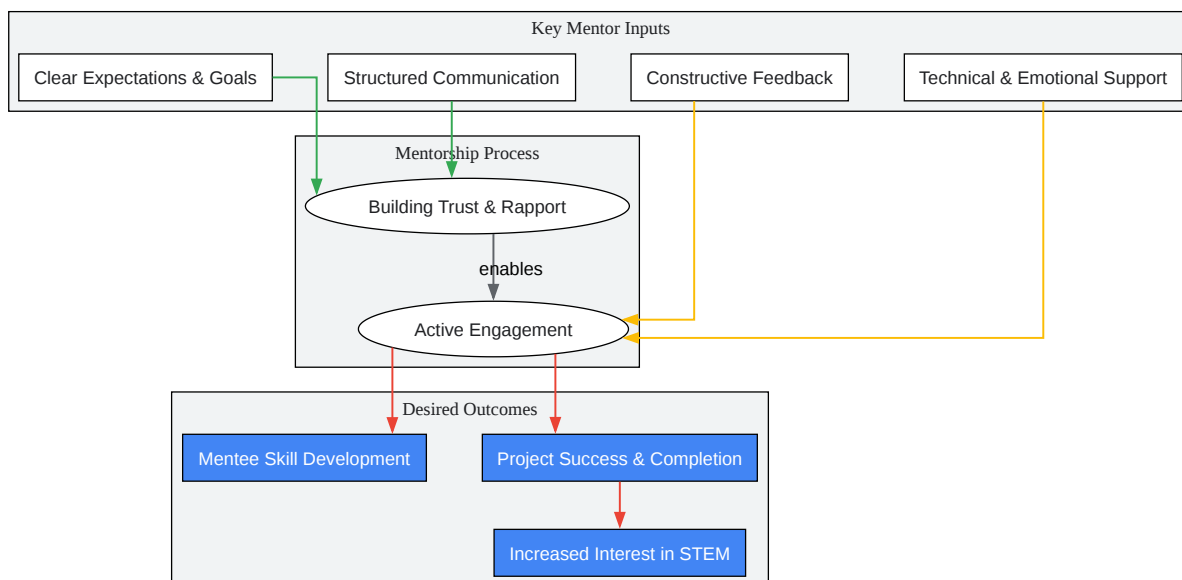 Key Mentor Inputs
Clear Expectations & Goals
Structured Communication
Constructive Feedback
Technical & Emotional Support
Mentorship Process
Building Trust & Rapport
enables
Active Engagement
Desired Outcomes
Mentee Skill Development
Project Success & Completion
Increased Interest in STEM